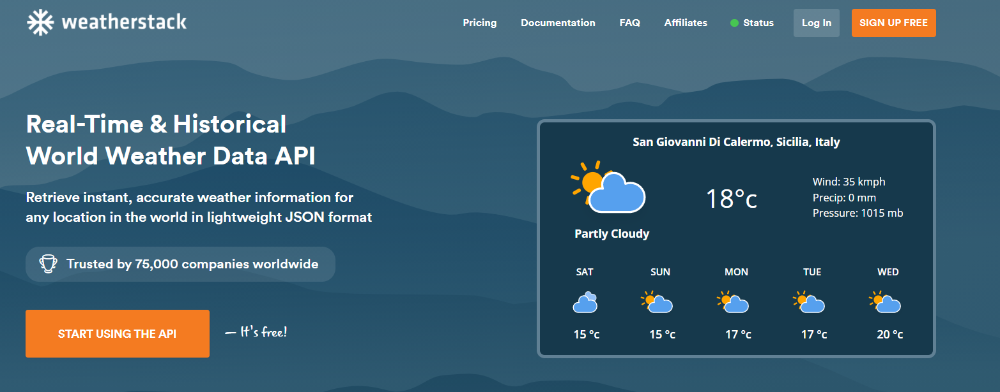 weatherstack
Pricing Documentation FAQ Affiliates Status Log In SIGN UP FREE
Real-Time & Historical
World Weather Data API
Retrieve instant, accurate weather information for
any location in the world in lightweight JSON format
Trusted by 75,000 companies worldwide
START USING THE API
— It's free!
San Giovanni Di Calermo, Sicilia, Italy
Partly Cloudy
18°c
Wind: 35 kmph
Precip: 0 mm
Pressure: 1015 mb
SAT SUN MON TUE WED
15 °c 15 °c 17 °c 17 °c 20 °c